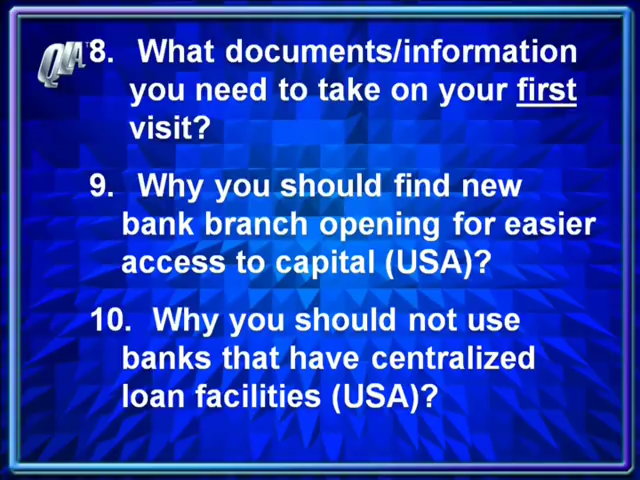 8. What documents/information
you need to take on your first
visit?
9. Why you should find new
bank branch opening for easier
access to capital (USA)?
10. Why you should not use
banks that have centralized
loan facilities (USA)?